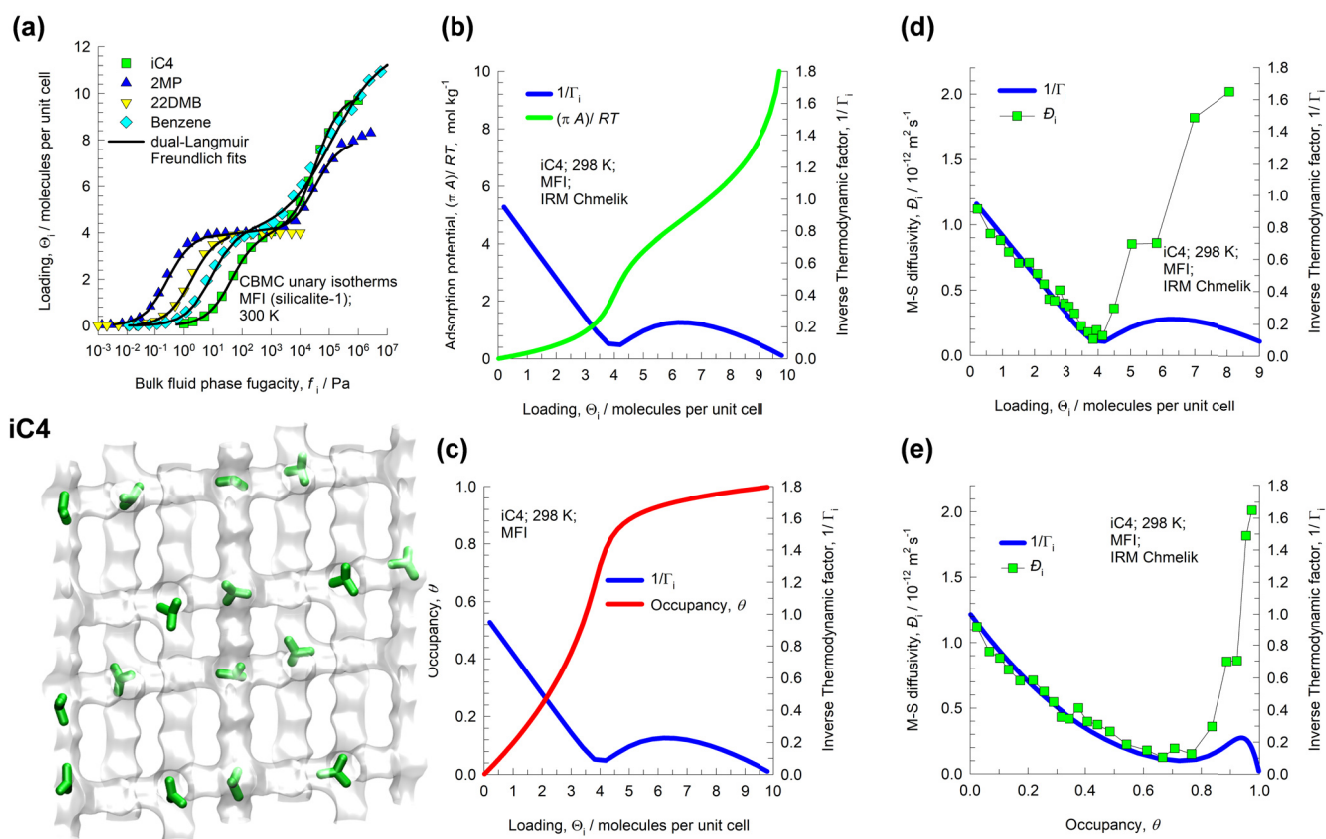 (a)
12
10
8
6
4
2
0
Loading, Θi / molecules per unit cell
iC4
2MP
22DMB
Benzene
dual-Langmuir
Freundlich fits
CBMC unary isotherms
MFI (silicalite-1);
300 K
10-3 10-2 10-1 100 101 102 103 104 105 106 107
Bulk fluid phase fugacity, fi / Pa
(b)
10
8
6
4
2
0
Adsorption potential, (π A)/ RT, mol kg-1
1/Γi
(π A)/ RT
iC4; 298 K;
MFI;
IRM Chmelik
1.8
1.6
1.4
1.2
1.0
0.8
0.6
0.4
0.2
0.0
Inverse Thermodynamic factor, 1/ Γi
0 1 2 3 4 5 6 7 8 9 10
Loading, Θi / molecules per unit cell
(d)
2.0
1.5
1.0
0.5
0.0
M-S diffusivity, Đi / 10-12 m2 s-1
1/Γ
Đi
iC4; 298 K;
MFI;
IRM Chmelik
1.8
1.6
1.4
1.2
1.0
0.8
0.6
0.4
0.2
0.0
Inverse Thermodynamic factor, 1/ Γi
0 1 2 3 4 5 6 7 8 9
Loading, Θi / molecules per unit cell
iC4
(c)
1.0
0.8
0.6
0.4
0.2
0.0
Occupancy, θ
iC4; 298 K;
MFI
1/Γi
Occupancy, θ
1.8
1.6
1.4
1.2
1.0
0.8
0.6
0.4
0.2
0.0
Inverse Thermodynamic factor, 1/ Γi
0 1 2 3 4 5 6 7 8 9 10
Loading, Θi / molecules per unit cell
(e)
2.0
1.5
1.0
0.5
0.0
M-S diffusivity, Đi / 10-12 m2 s-1
1/Γi
Đi
iC4; 298 K;
MFI;
IRM Chmelik
1.8
1.6
1.4
1.2
1.0
0.8
0.6
0.4
0.2
0.0
Inverse Thermodynamic factor, 1/ Γi
0.0 0.2 0.4 0.6 0.8 1.0
Occupancy, θ